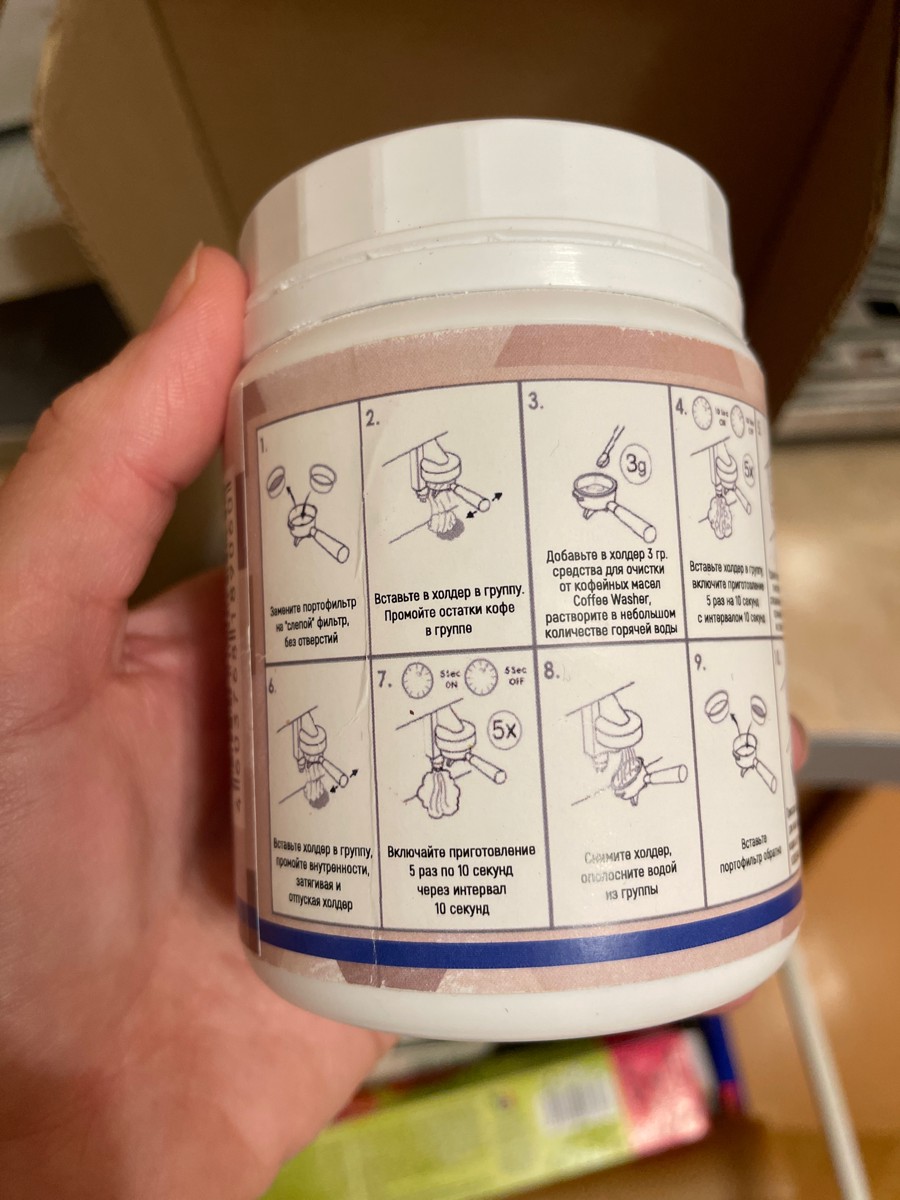 1.
Замените портофильтр
на "слепой" фильтр,
без отверстий
2.
Вставьте в холдер в группу.
Промойте остатки кофе
в группе
3.
3g
Добавьте в холдер 3 гр.
средства для очистки
от кофейных масел
Coffee Washer,
растворите в небольшом
количестве горячей воды
4.
5x
Вставьте холдер в группу
включите приготовление
5 раз на 10 секунд
с интервалом 10 секунд
5.
6.
Вставьте холдер в группу,
промойте внутренности,
затягивая и
отпуская холдер
7.
5Sec
ON
5Sec
OFF
5x
Включайте приготовление
5 раз по 10 секунд
через интервал
10 секунд
8.
Снимите холдер,
ополосните водой
из группы
9.
Вставьте
портофильтр обратно
10.